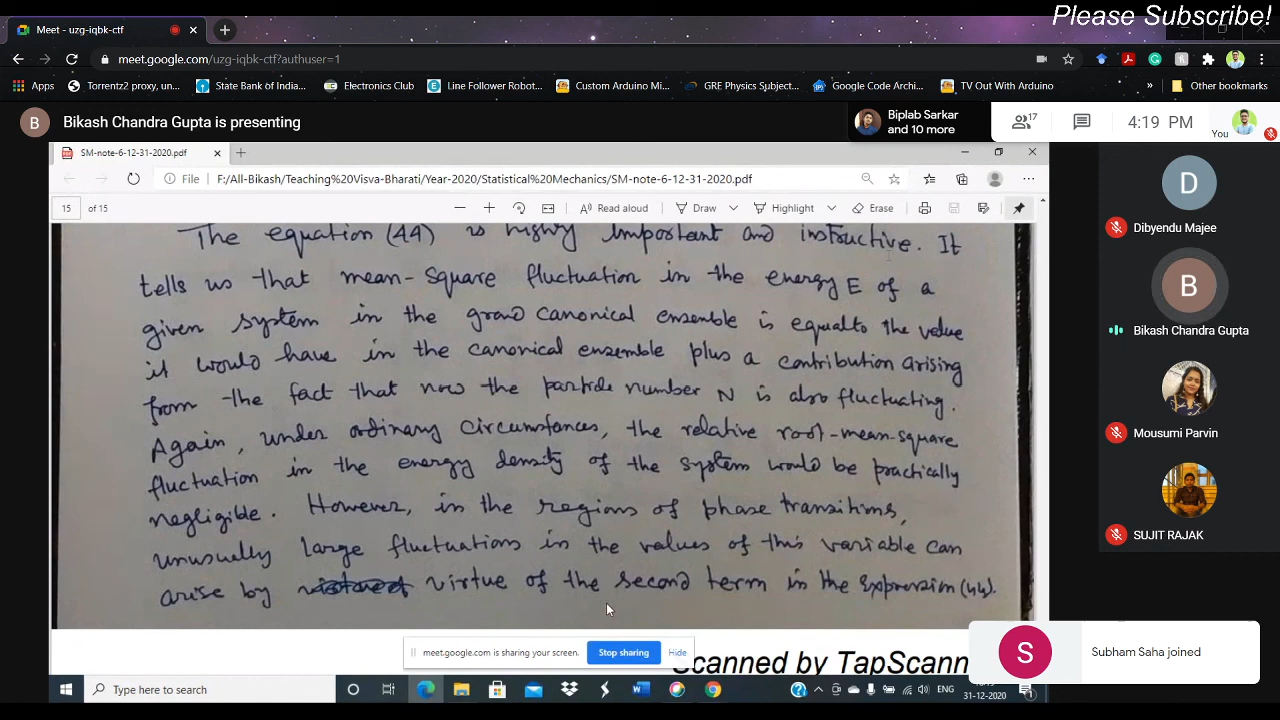 Please Subscribe!
Meet - uzg-iqbk-ctf
meet.google.com/uzg-iqbk-ctf?authuser=1
Apps Torrentz2 proxy, un... State Bank of India... Electronics Club Line Follower Robot... Custom Arduino Mi... GRE Physics Subject... Google Code Archi... TV Out With Arduino » Other bookmarks
B Bikash Chandra Gupta is presenting
Biplab Sarkar
and 10 more
17
4:19 PM
You
SM-note-6-12-31-2020.pdf
File F:/All-Bikash/Teaching%20Visva-Bharati/Year-2020/Statistical%20Mechanics/SM-note-6-12-31-2020.pdf
15 of 15 Read aloud Draw Highlight Erase
The equation (44) is highly important and instructive. It
tells us that mean-square fluctuation in the energy E of a
given system in the grand canonical ensemble is equal to the value
it would have in the canonical ensemble plus a contribution arising
from the fact that now the particle number N is also fluctuating.
Again, under ordinary circumstances, the relative root-mean-square
fluctuation in the energy density of the system would be practically
negligible. However, in the regions of phase transitions,
unusually large fluctuations in the values of this variable can
arise by virtue of the second term in the expression (44).
meet.google.com is sharing your screen. Stop sharing Hide
Scanned by TapScann
Type here to search
ENG
31-12-2020
1
D
Dibyendu Majee
B
Bikash Chandra Gupta
Mousumi Parvin
SUJIT RAJAK
S Subham Saha joined